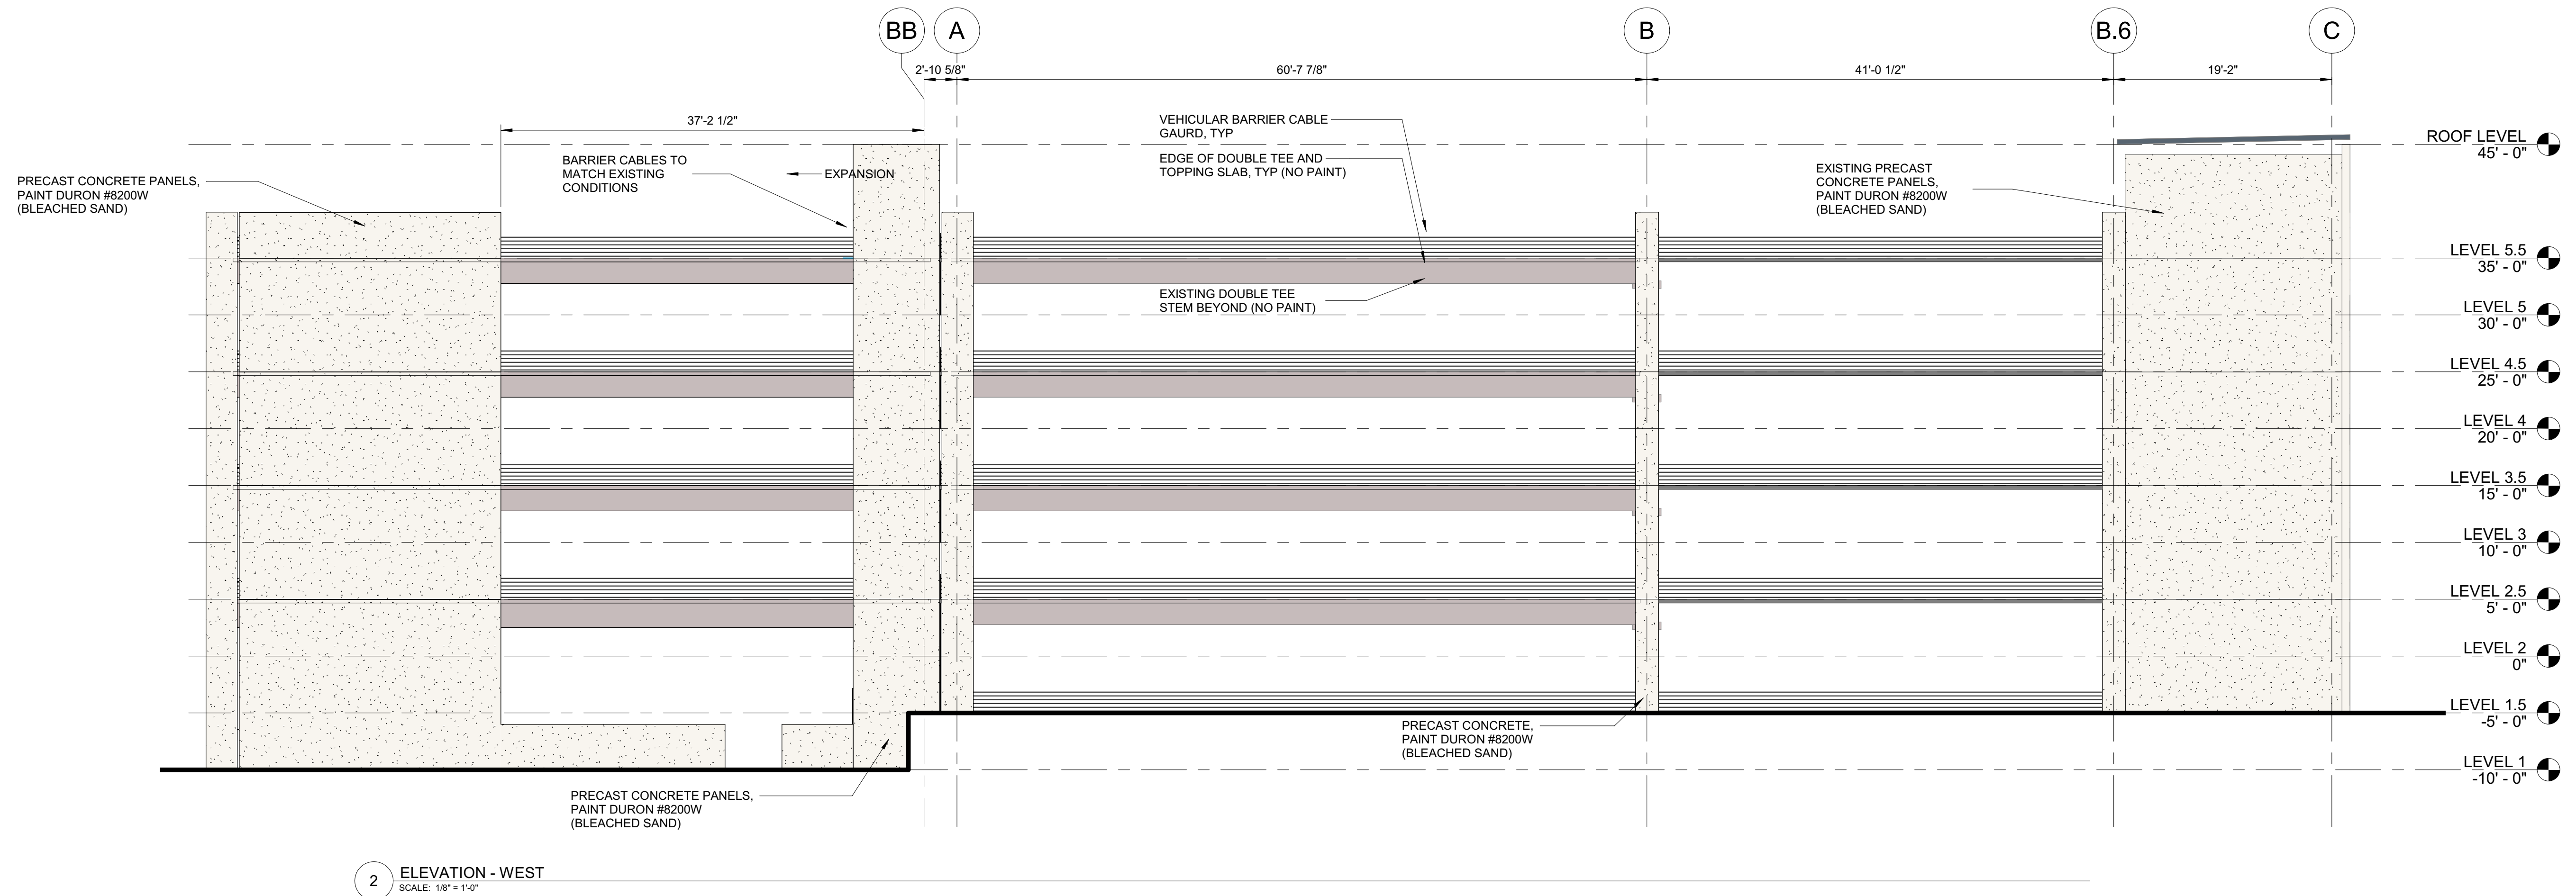 BB
A
B
B.6
C
2'-10 5/8"
60'-7 7/8"
41'-0 1/2"
19'-2"
37'-2 1/2"
PRECAST CONCRETE PANELS,
PAINT DURON #8200W
(BLEACHED SAND)
BARRIER CABLES TO
MATCH EXISTING
CONDITIONS
EXPANSION
VEHICULAR BARRIER CABLE
GAURD, TYP
EDGE OF DOUBLE TEE AND
TOPPING SLAB, TYP (NO PAINT)
EXISTING DOUBLE TEE
STEM BEYOND (NO PAINT)
EXISTING PRECAST
CONCRETE PANELS,
PAINT DURON #8200W
(BLEACHED SAND)
ROOF LEVEL
45' - 0"
LEVEL 5.5
35' - 0"
LEVEL 5
30' - 0"
LEVEL 4.5
25' - 0"
LEVEL 4
20' - 0"
LEVEL 3.5
15' - 0"
LEVEL 3
10' - 0"
LEVEL 2.5
5' - 0"
LEVEL 2
0"
LEVEL 1.5
-5' - 0"
LEVEL 1
-10' - 0"
PRECAST CONCRETE,
PAINT DURON #8200W
(BLEACHED SAND)
PRECAST CONCRETE PANELS,
PAINT DURON #8200W
(BLEACHED SAND)
2
ELEVATION - WEST
SCALE: 1/8" = 1'-0"